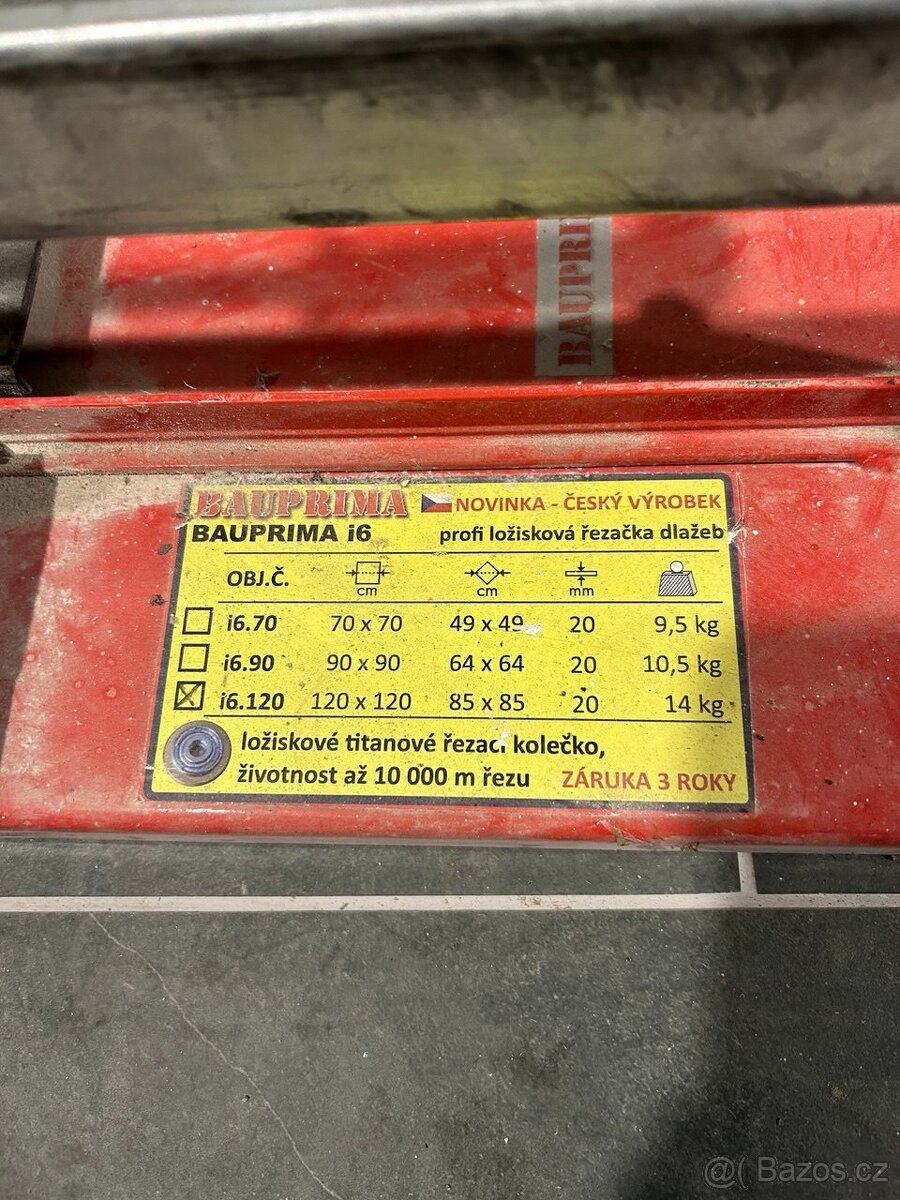 BAUPRI
BAUPRIMA NOVINKA - ČESKÝ VÝROBEK
BAUPRIMA i6 profi ložisková řezačka dlažeb
OBJ.Č. cm cm mm
i6.70 70 x 70 49 x 49 20 9,5 kg
i6.90 90 x 90 64 x 64 20 10,5 kg
i6.120 120 x 120 85 x 85 20 14 kg
ložiskové titanové řezací kolečko,
životnost až 10 000 m řezu ZÁRUKA 3 ROKY
@( Bazos.cz